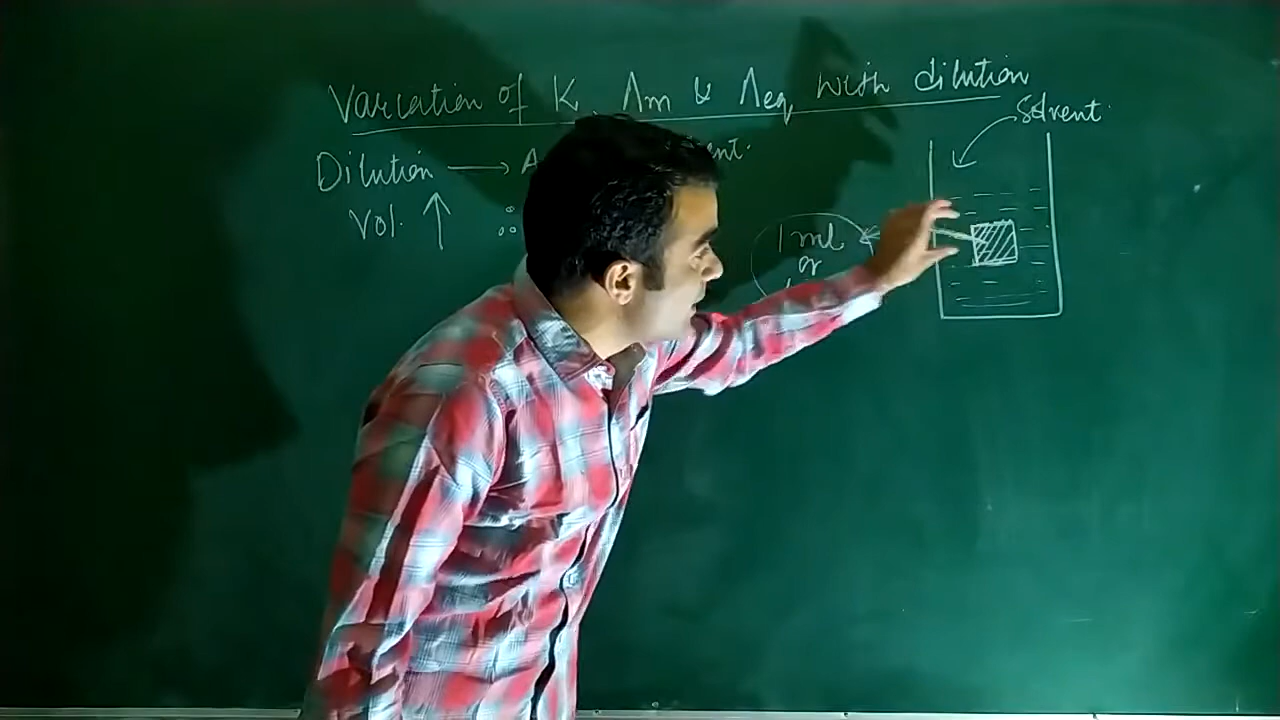 Variation of K, Λm & Λeq with dilution
Solvent.
Dilution ⟶ A
Vol. ↑ ∴
1 ml
or